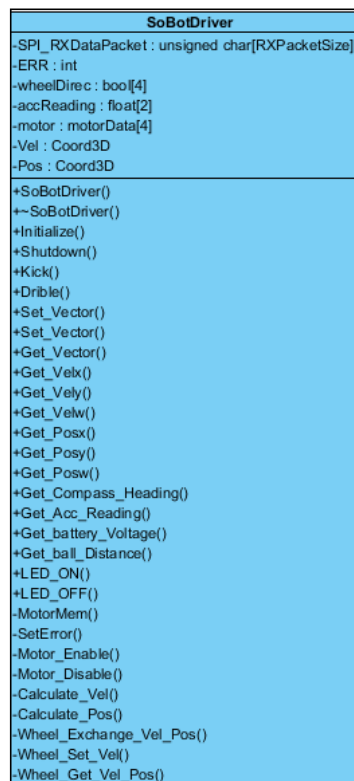 SoBotDriver
-SPI_RXDataPacket : unsigned char[RXPacketSize]
-ERR : int
-wheelDirec : bool[4]
-accReading : float[2]
-motor : motorData[4]
-Vel : Coord3D
-Pos : Coord3D
+SoBotDriver()
+~SoBotDriver()
+Initialize()
+Shutdown()
+Kick()
+Drible()
+Set_Vector()
+Set_Vector()
+Get_Vector()
+Get_Velx()
+Get_Vely()
+Get_Velw()
+Get_Posx()
+Get_Posy()
+Get_Posw()
+Get_Compass_Heading()
+Get_Acc_Reading()
+Get_battery_Voltage()
+Get_ball_Distance()
+LED_ON()
+LED_OFF()
-MotorMem()
-SetError()
-Motor_Enable()
-Motor_Disable()
-Calculate_Vel()
-Calculate_Pos()
-Wheel_Exchange_Vel_Pos()
-Wheel_Set_Vel()
-Wheel_Get_Vel_Pos()